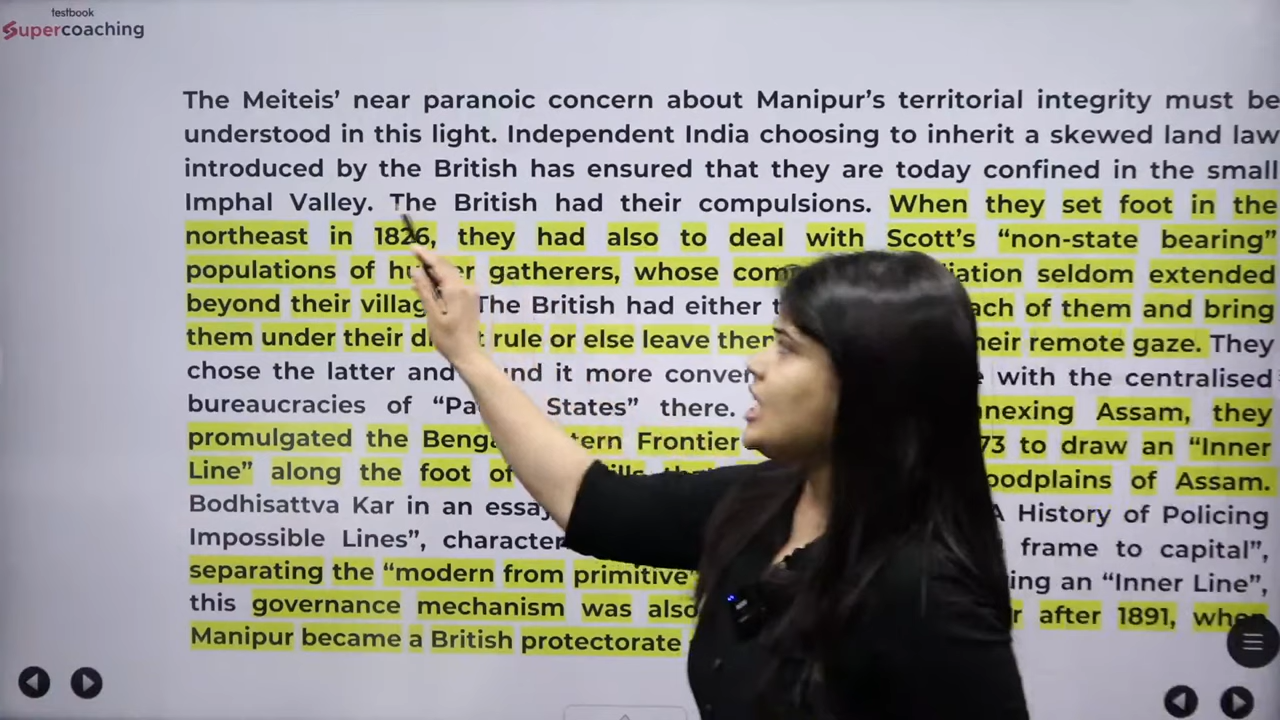 testbook
Supercoaching
The Meiteis’ near paranoic concern about Manipur’s territorial integrity must be
understood in this light. Independent India choosing to inherit a skewed land law
introduced by the British has ensured that they are today confined in the small
Imphal Valley. The British had their compulsions. When they set foot in the
northeast in 1826, they had also to deal with Scott’s “non-state bearing”
populations of gatherers, whose seldom extended
beyond their The British had either of them and bring
them under their rule or else leave remote gaze. They
chose the latter and it more with the centralised
bureaucracies of States” there. Assam, they
promulgated the Frontier to draw an “Inner
Line” along the foot of of Assam.
Bodhisattva Kar in an History of Policing
Impossible Lines”, frame to capital”,
separating the “modern from primitive” an “Inner Line”,
this governance mechanism was also after 1891, when
Manipur became a British protectorate